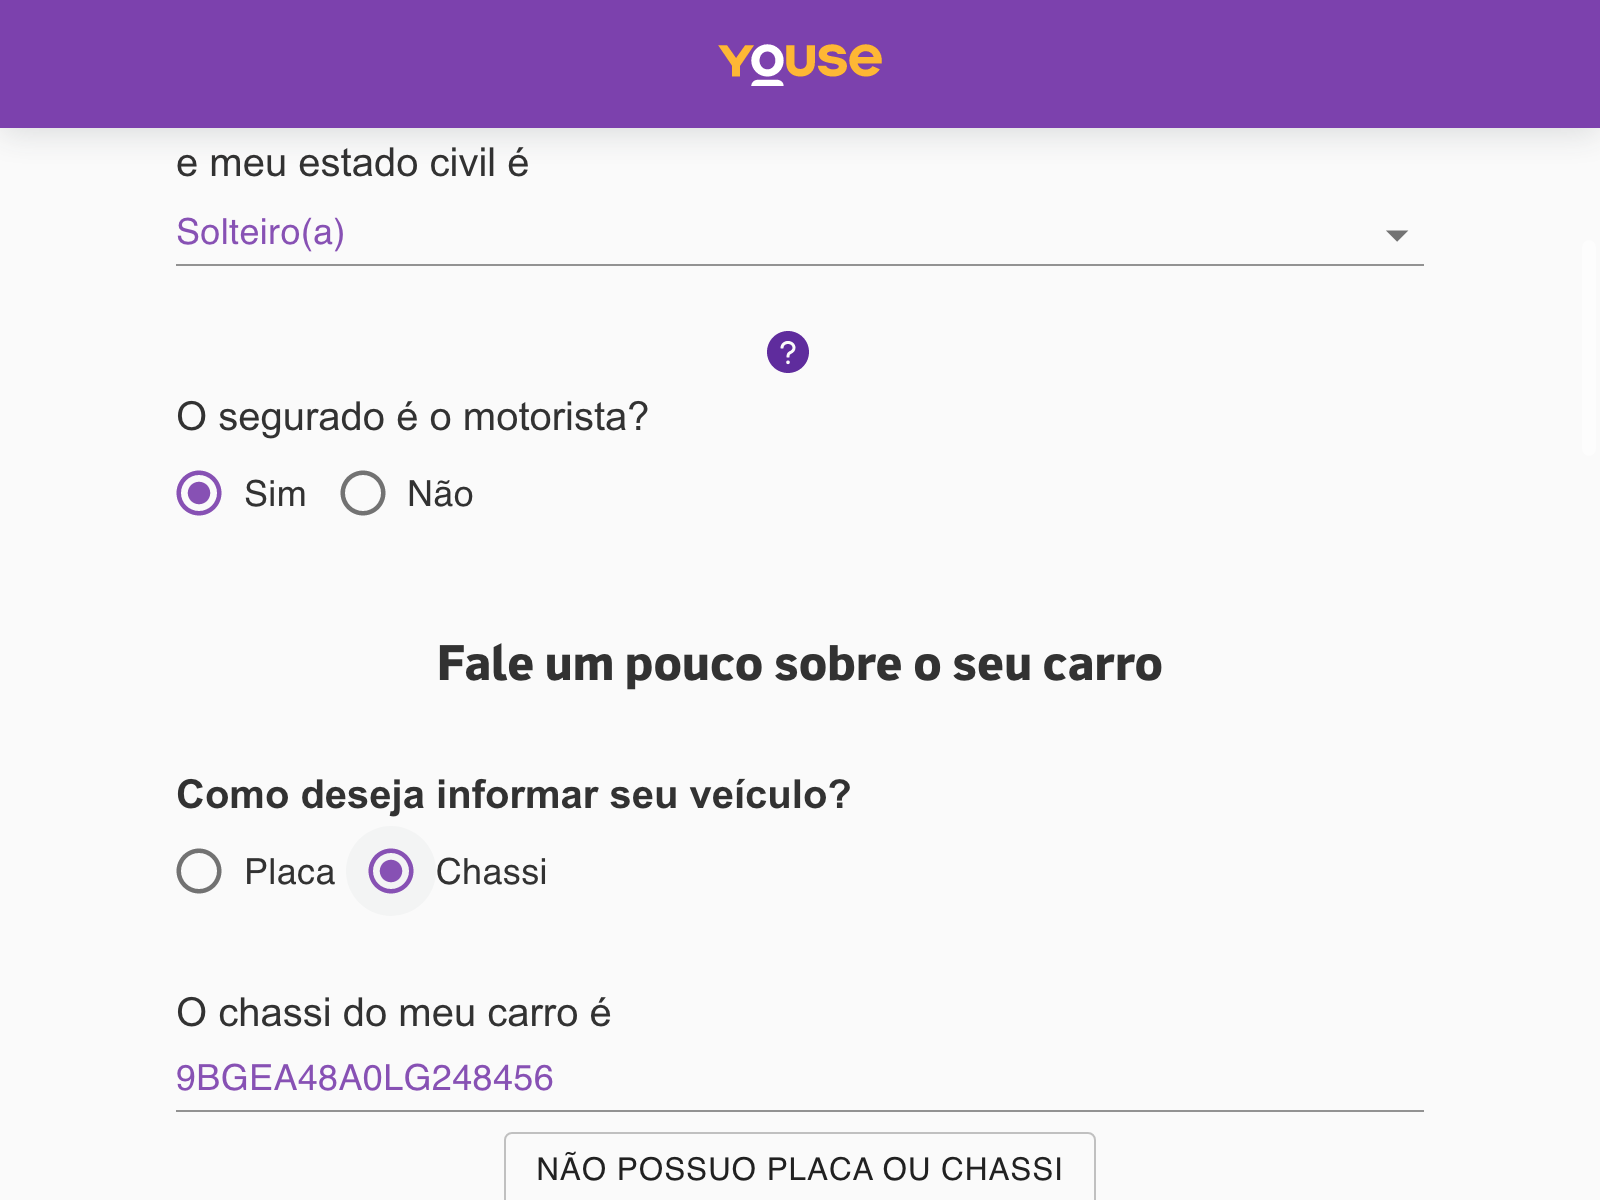 YOUSE
e meu estado civil é
Solteiro(a)
?
O segurado é o motorista?
Sim Não
Fale um pouco sobre o seu carro
Como deseja informar seu veículo?
Placa Chassi
O chassi do meu carro é
9BGEA48A0LG248456
NÃO POSSUO PLACA OU CHASSI